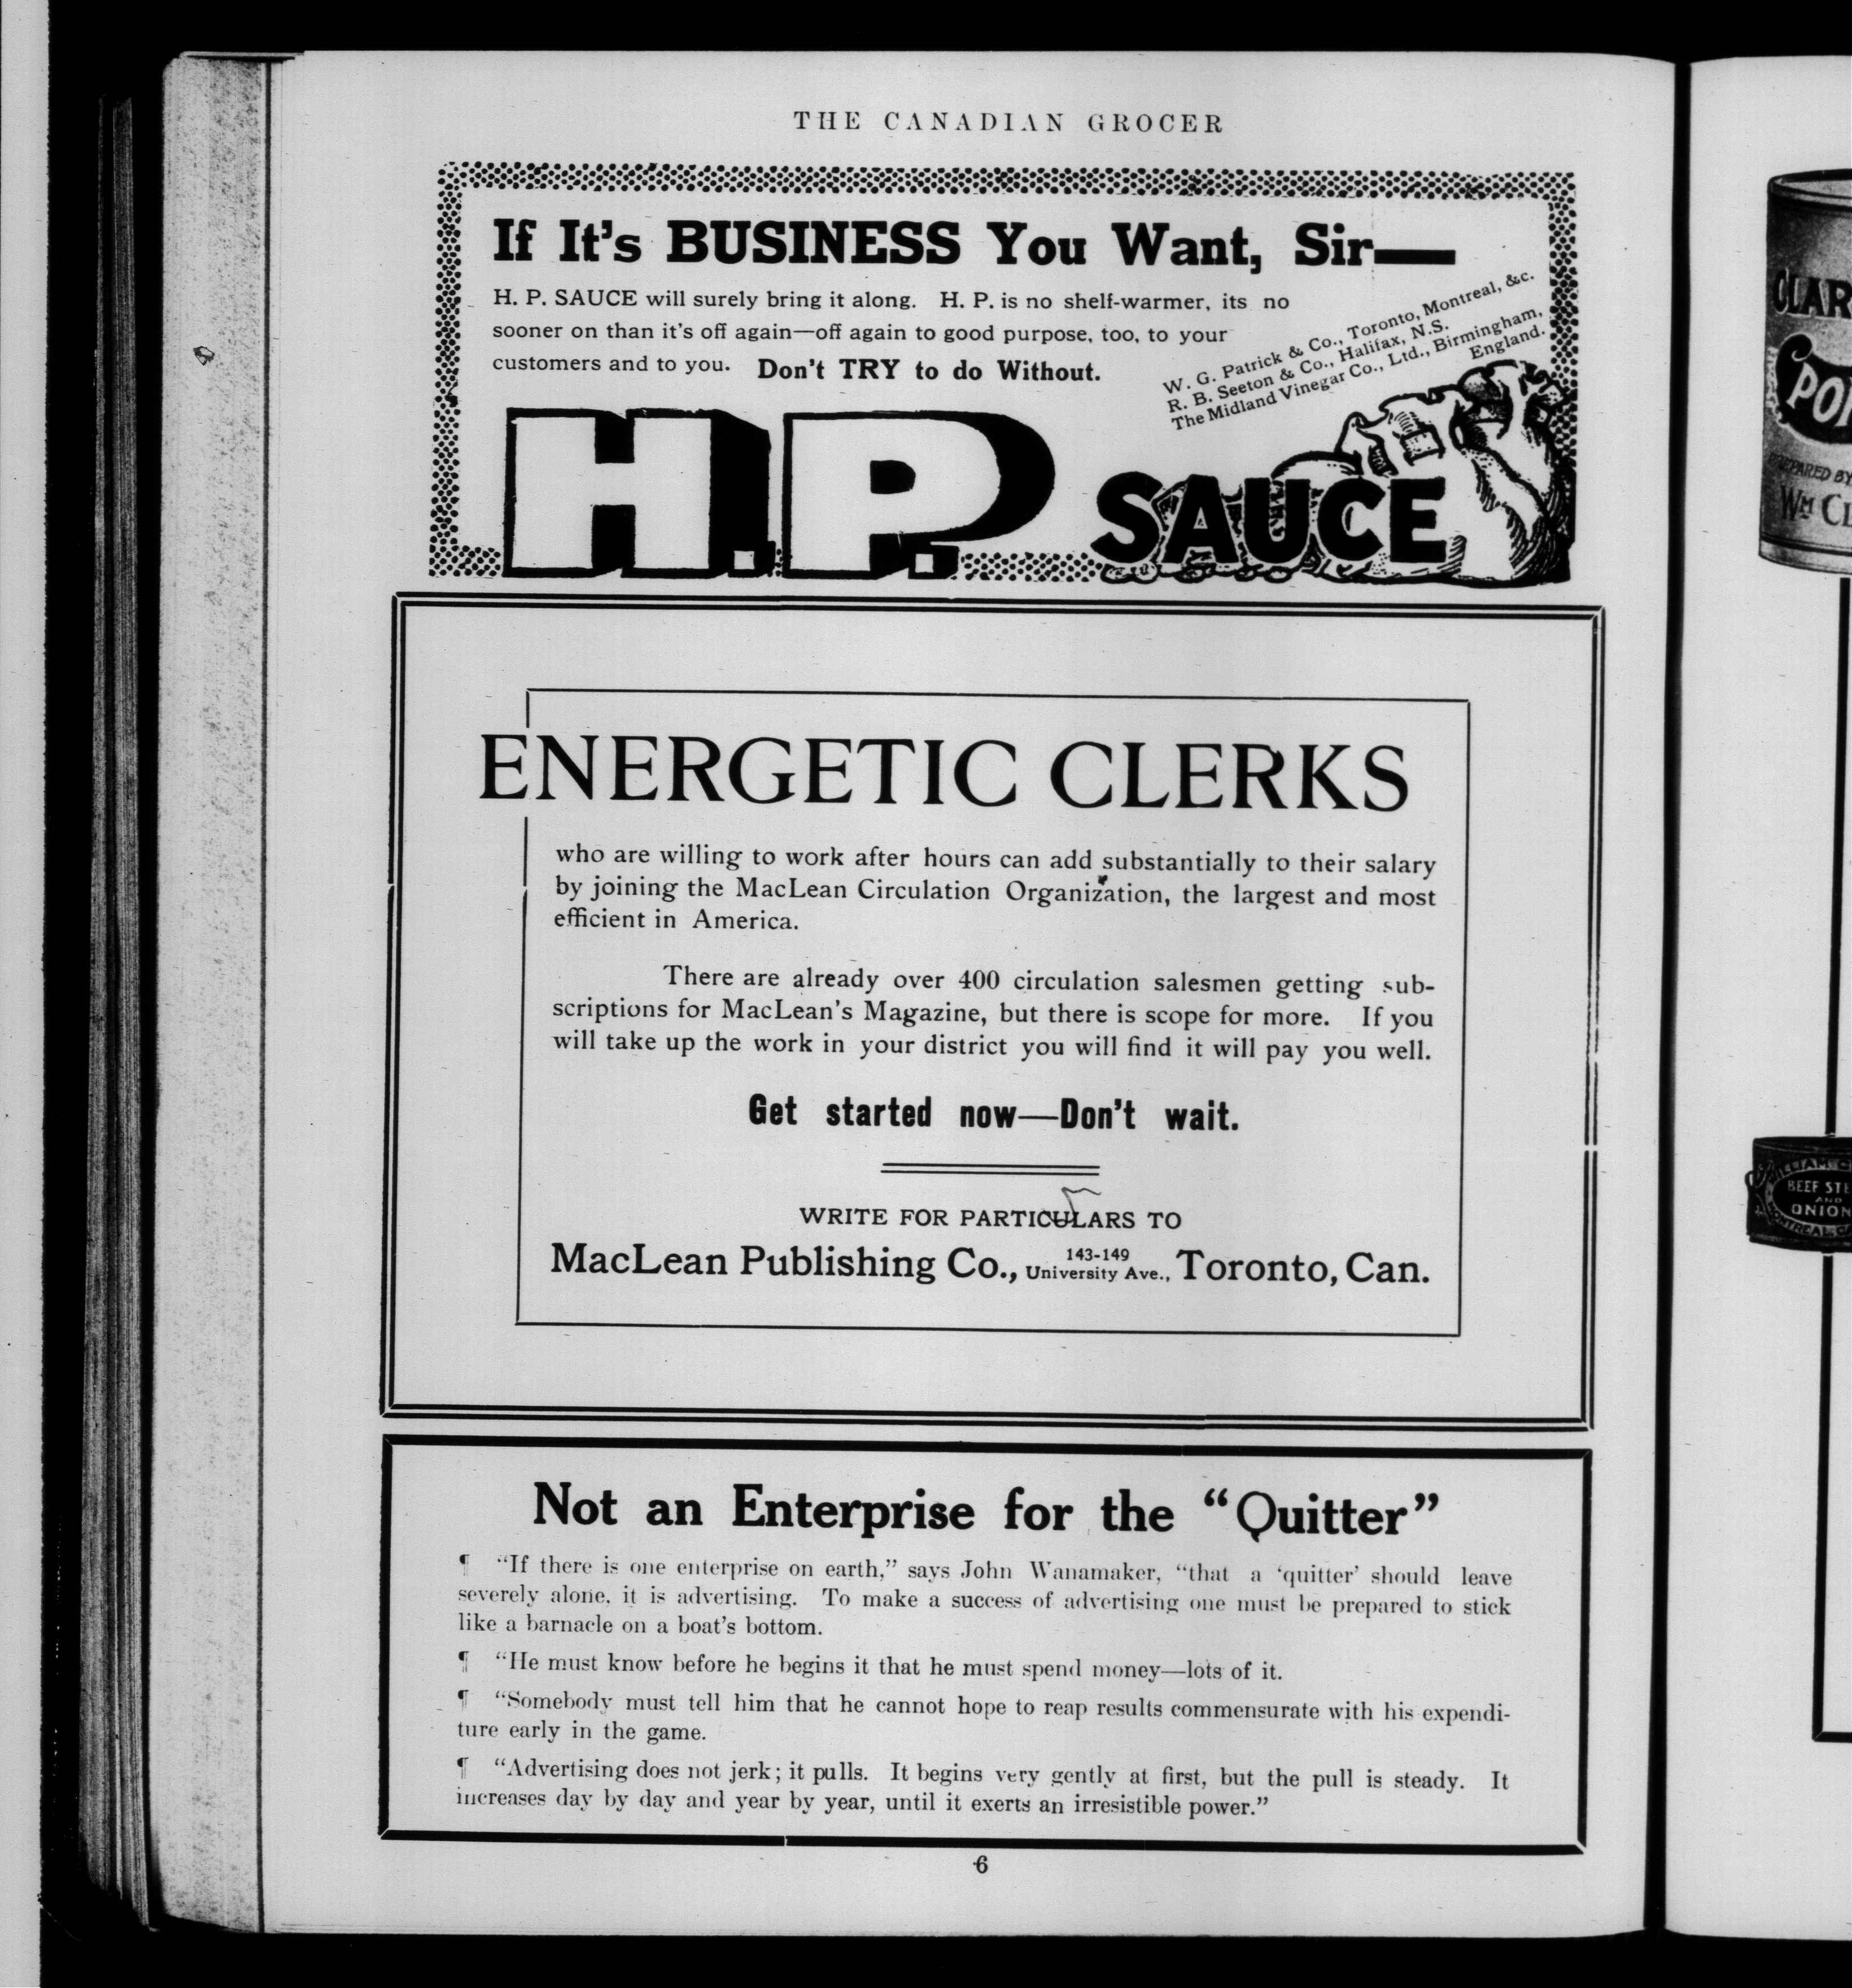 THE CANADIAN GROCER
If It's BUSINESS You Want, Sir—
H. P. SAUCE will surely bring it along. H. P. is no shelf-warmer, its no
sooner on than it's off again—off again to good purpose, too, to your
customers and to you. Don't TRY to do Without.
W. G. Patrick & Co., Toronto, Montreal, &c.
R. B. Seeton & Co., Halifax, N.S.
The Midland Vinegar Co., Ltd., Birmingham,
England.
H.P. SAUCE
ENERGETIC CLERKS
who are willing to work after hours can add substantially to their salary
by joining the MacLean Circulation Organization, the largest and most
efficient in America.
There are already over 400 circulation salesmen getting sub-
scriptions for MacLean's Magazine, but there is scope for more. If you
will take up the work in your district you will find it will pay you well.
Get started now—Don't wait.
WRITE FOR PARTICULARS TO
MacLean Publishing Co., 143-149 University Ave., Toronto, Can.
Not an Enterprise for the "Quitter"
¶ "If there is one enterprise on earth," says John Wanamaker, "that a 'quitter' should leave
severely alone, it is advertising. To make a success of advertising one must be prepared to stick
like a barnacle on a boat's bottom.
¶ "He must know before he begins it that he must spend money—lots of it.
¶ "Somebody must tell him that he cannot hope to reap results commensurate with his expendi-
ture early in the game.
¶ "Advertising does not jerk; it pulls. It begins very gently at first, but the pull is steady. It
increases day by day and year by year, until it exerts an irresistible power."
6
PREPARED BY
WM CL
BEEF STE
AND
ONION